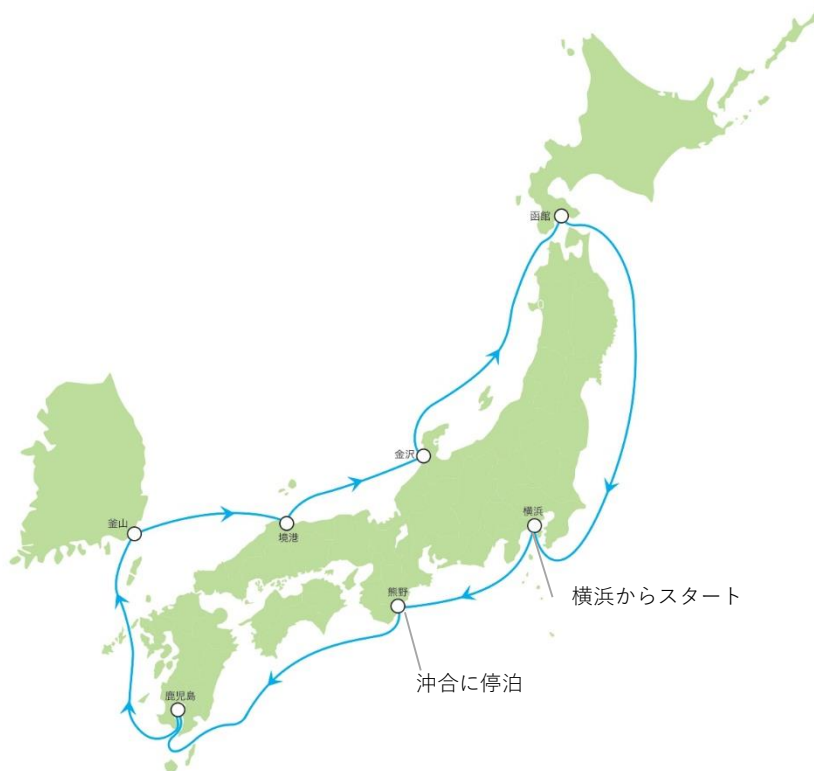 函館
金沢
釜山
境港
横浜
横浜からスタート
熊野
沖合に停泊
鹿児島